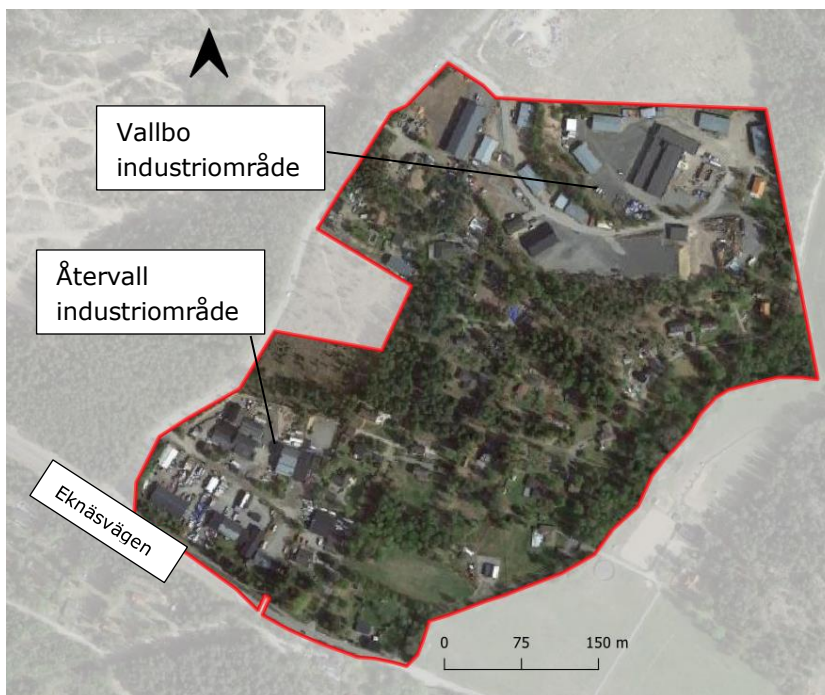 Vallbo
industriområde
Återvall
industriområde
Eknäsvägen
0 75 150 m